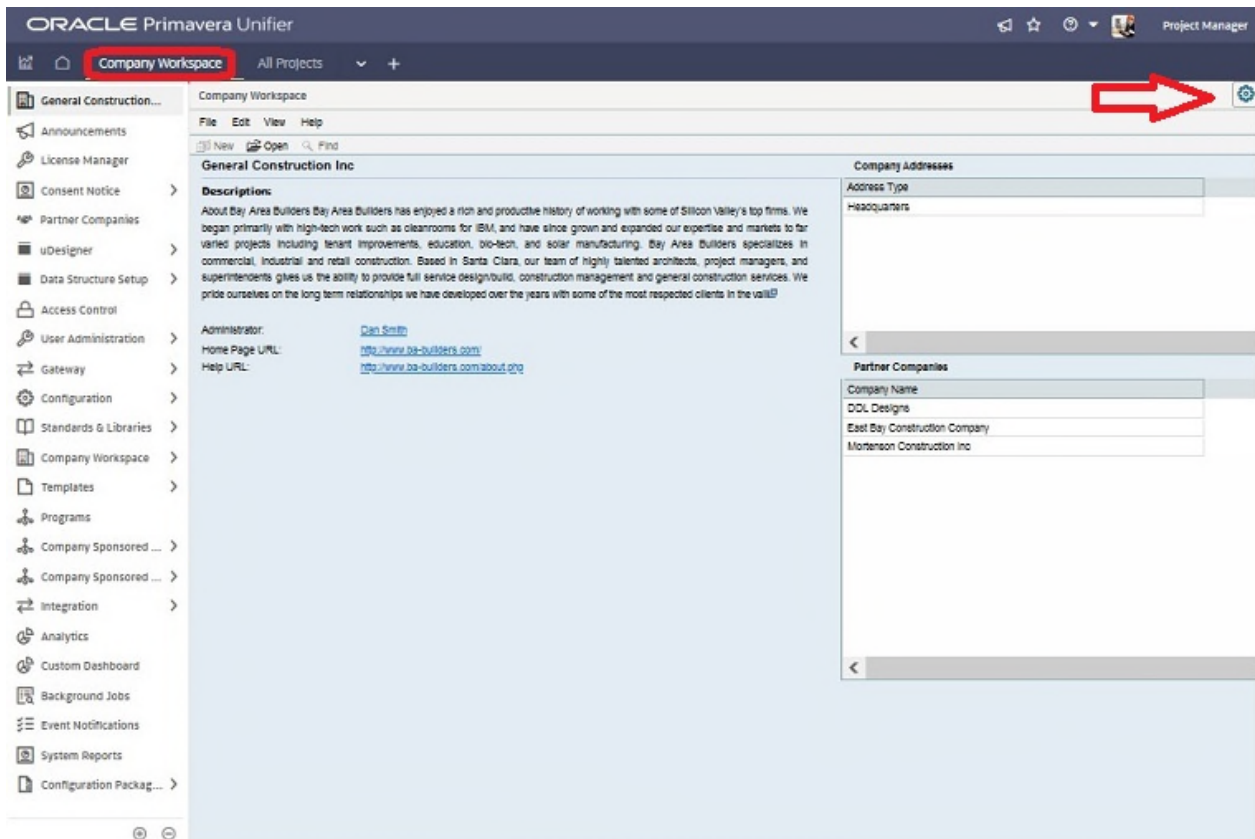 ORACLE Primavera Unifier
Project Manager
Company Workspace
All Projects
General Construction...
Announcements
License Manager
Consent Notice
Partner Companies
uDesigner
Data Structure Setup
Access Control
User Administration
Gateway
Configuration
Standards & Libraries
Company Workspace
Templates
Programs
Company Sponsored ...
Company Sponsored ...
Integration
Analytics
Custom Dashboard
Background Jobs
Event Notifications
System Reports
Configuration Packag...
Company Workspace
File Edit View Help
New Open Find
General Construction Inc
Description:
About Bay Area Builders Bay Area Builders has enjoyed a rich and productive history of working with some of Silicon Valley's top firms. We
began primarily with high-tech work such as cleanrooms for IBM, and have since grown and expanded our expertise and markets to far
varied projects including tenant improvements, education, bio-tech, and solar manufacturing. Bay Area Builders specializes in
commercial, industrial and retail construction. Based in Santa Clara, our team of highly talented architects, project managers, and
superintendents gives us the ability to provide full service design/build, construction management and general construction services. We
pride ourselves on the long term relationships we have developed over the years with some of the most respected clients in the vall
Administrator: Dan Smith
Home Page URL: http://www.ba-builders.com/
Help URL: http://www.ba-builders.com/about.php
Company Addresses
Address Type
Headquarters
Partner Companies
Company Name
DDL Designs
East Bay Construction Company
Mortenson Construction Inc